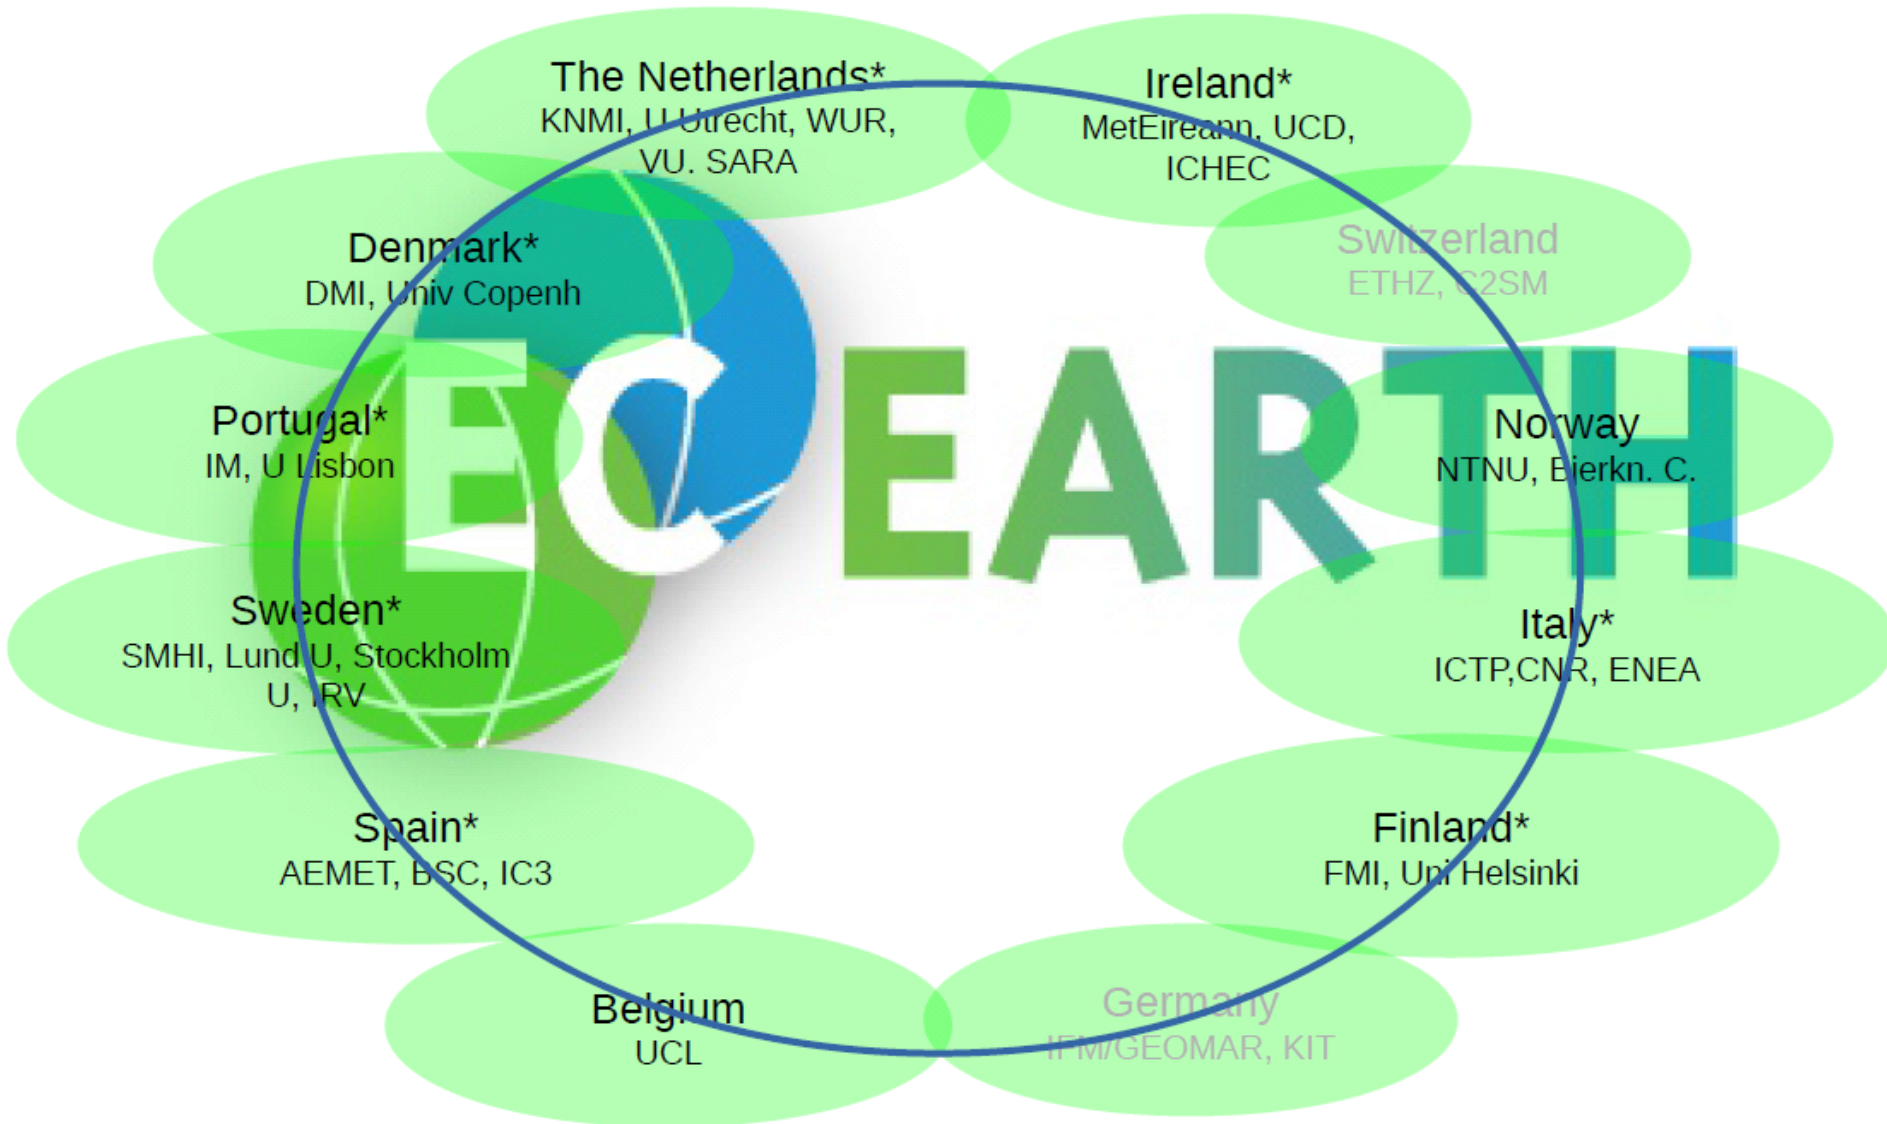 The Netherlands*
KNMI, U Utrecht, WUR,
VU. SARA
Ireland*
MetEireann, UCD,
ICHEC
Switzerland
ETHZ, C2SM
Denmark*
DMI, Univ Copenh
EC EARTH
Portugal*
IM, U Lisbon
Norway
NTNU, Bjerkn. C.
Sweden*
SMHI, Lund U, Stockholm
U, IRV
Italy*
ICTP,CNR, ENEA
Spain*
AEMET, BSC, IC3
Finland*
FMI, Uni Helsinki
Belgium
UCL
Germany
IFM/GEOMAR, KIT